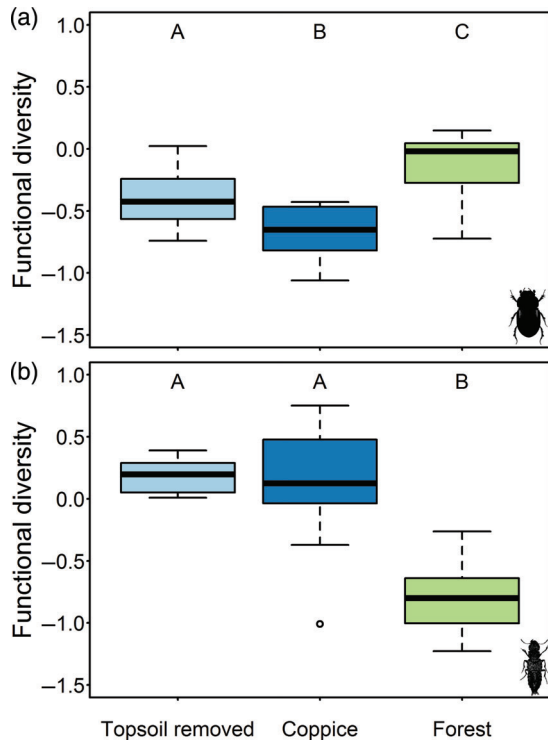 (a)
A B C
Functional diversity
1.0
0.5
0.0
–0.5
–1.0
–1.5
(b)
A A B
Functional diversity
1.0
0.5
0.0
–0.5
–1.0
–1.5
Topsoil removed Coppice Forest